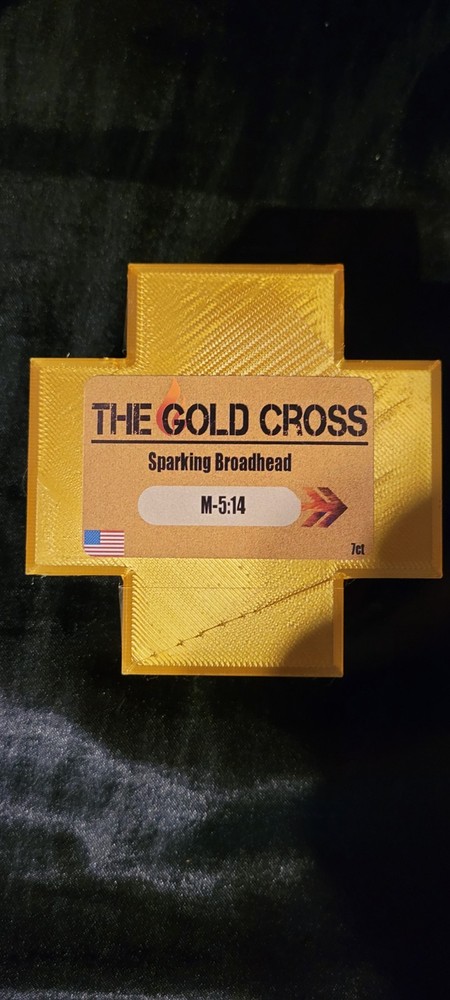 THE GOLD CROSS
Sparking Broadhead
M-5:14
7ct